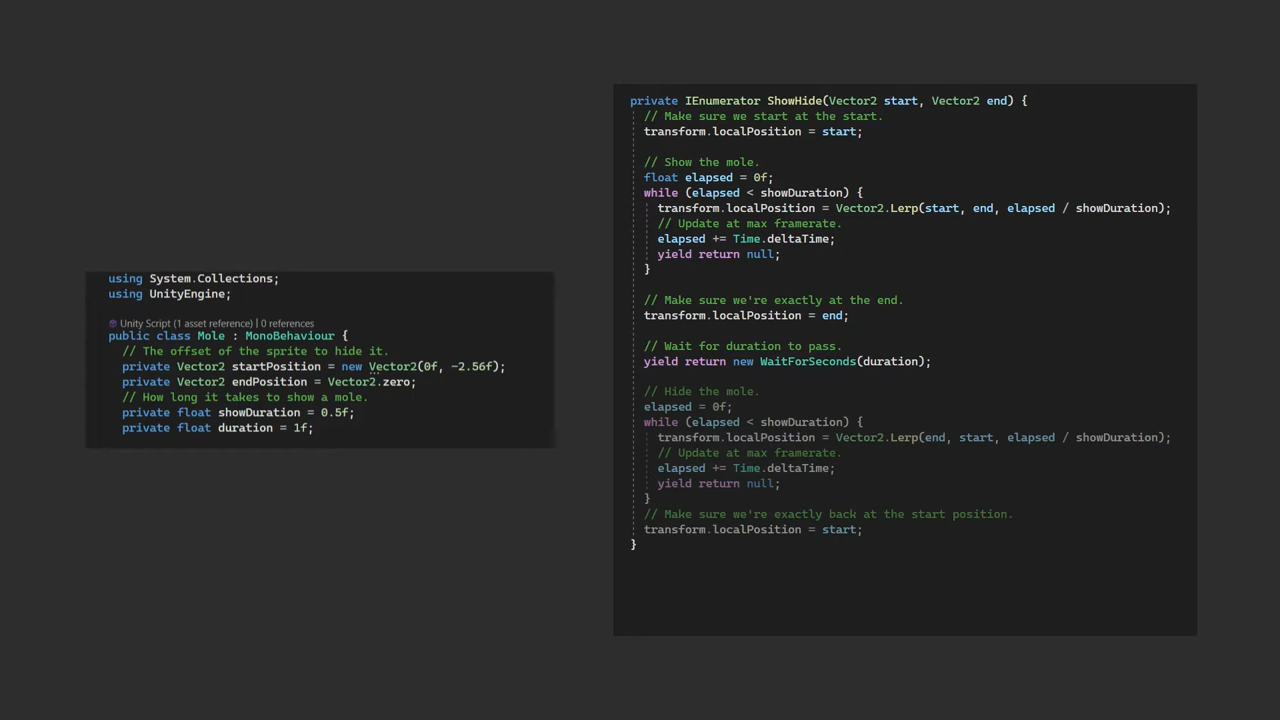 using System.Collections;
using UnityEngine;
Unity Script (1 asset reference) | 0 references
public class Mole : MonoBehaviour {
// The offset of the sprite to hide it.
private Vector2 startPosition = new Vector2(0f, -2.56f);
private Vector2 endPosition = Vector2.zero;
// How long it takes to show a mole.
private float showDuration = 0.5f;
private float duration = 1f;
private IEnumerator ShowHide(Vector2 start, Vector2 end) {
// Make sure we start at the start.
transform.localPosition = start;
// Show the mole.
float elapsed = 0f;
while (elapsed < showDuration) {
transform.localPosition = Vector2.Lerp(start, end, elapsed / showDuration);
// Update at max framerate.
elapsed += Time.deltaTime;
yield return null;
}
// Make sure we're exactly at the end.
transform.localPosition = end;
// Wait for duration to pass.
yield return new WaitForSeconds(duration);
// Hide the mole.
elapsed = 0f;
while (elapsed < showDuration) {
transform.localPosition = Vector2.Lerp(end, start, elapsed / showDuration);
// Update at max framerate.
elapsed += Time.deltaTime;
yield return null;
}
// Make sure we're exactly back at the start position.
transform.localPosition = start;
}